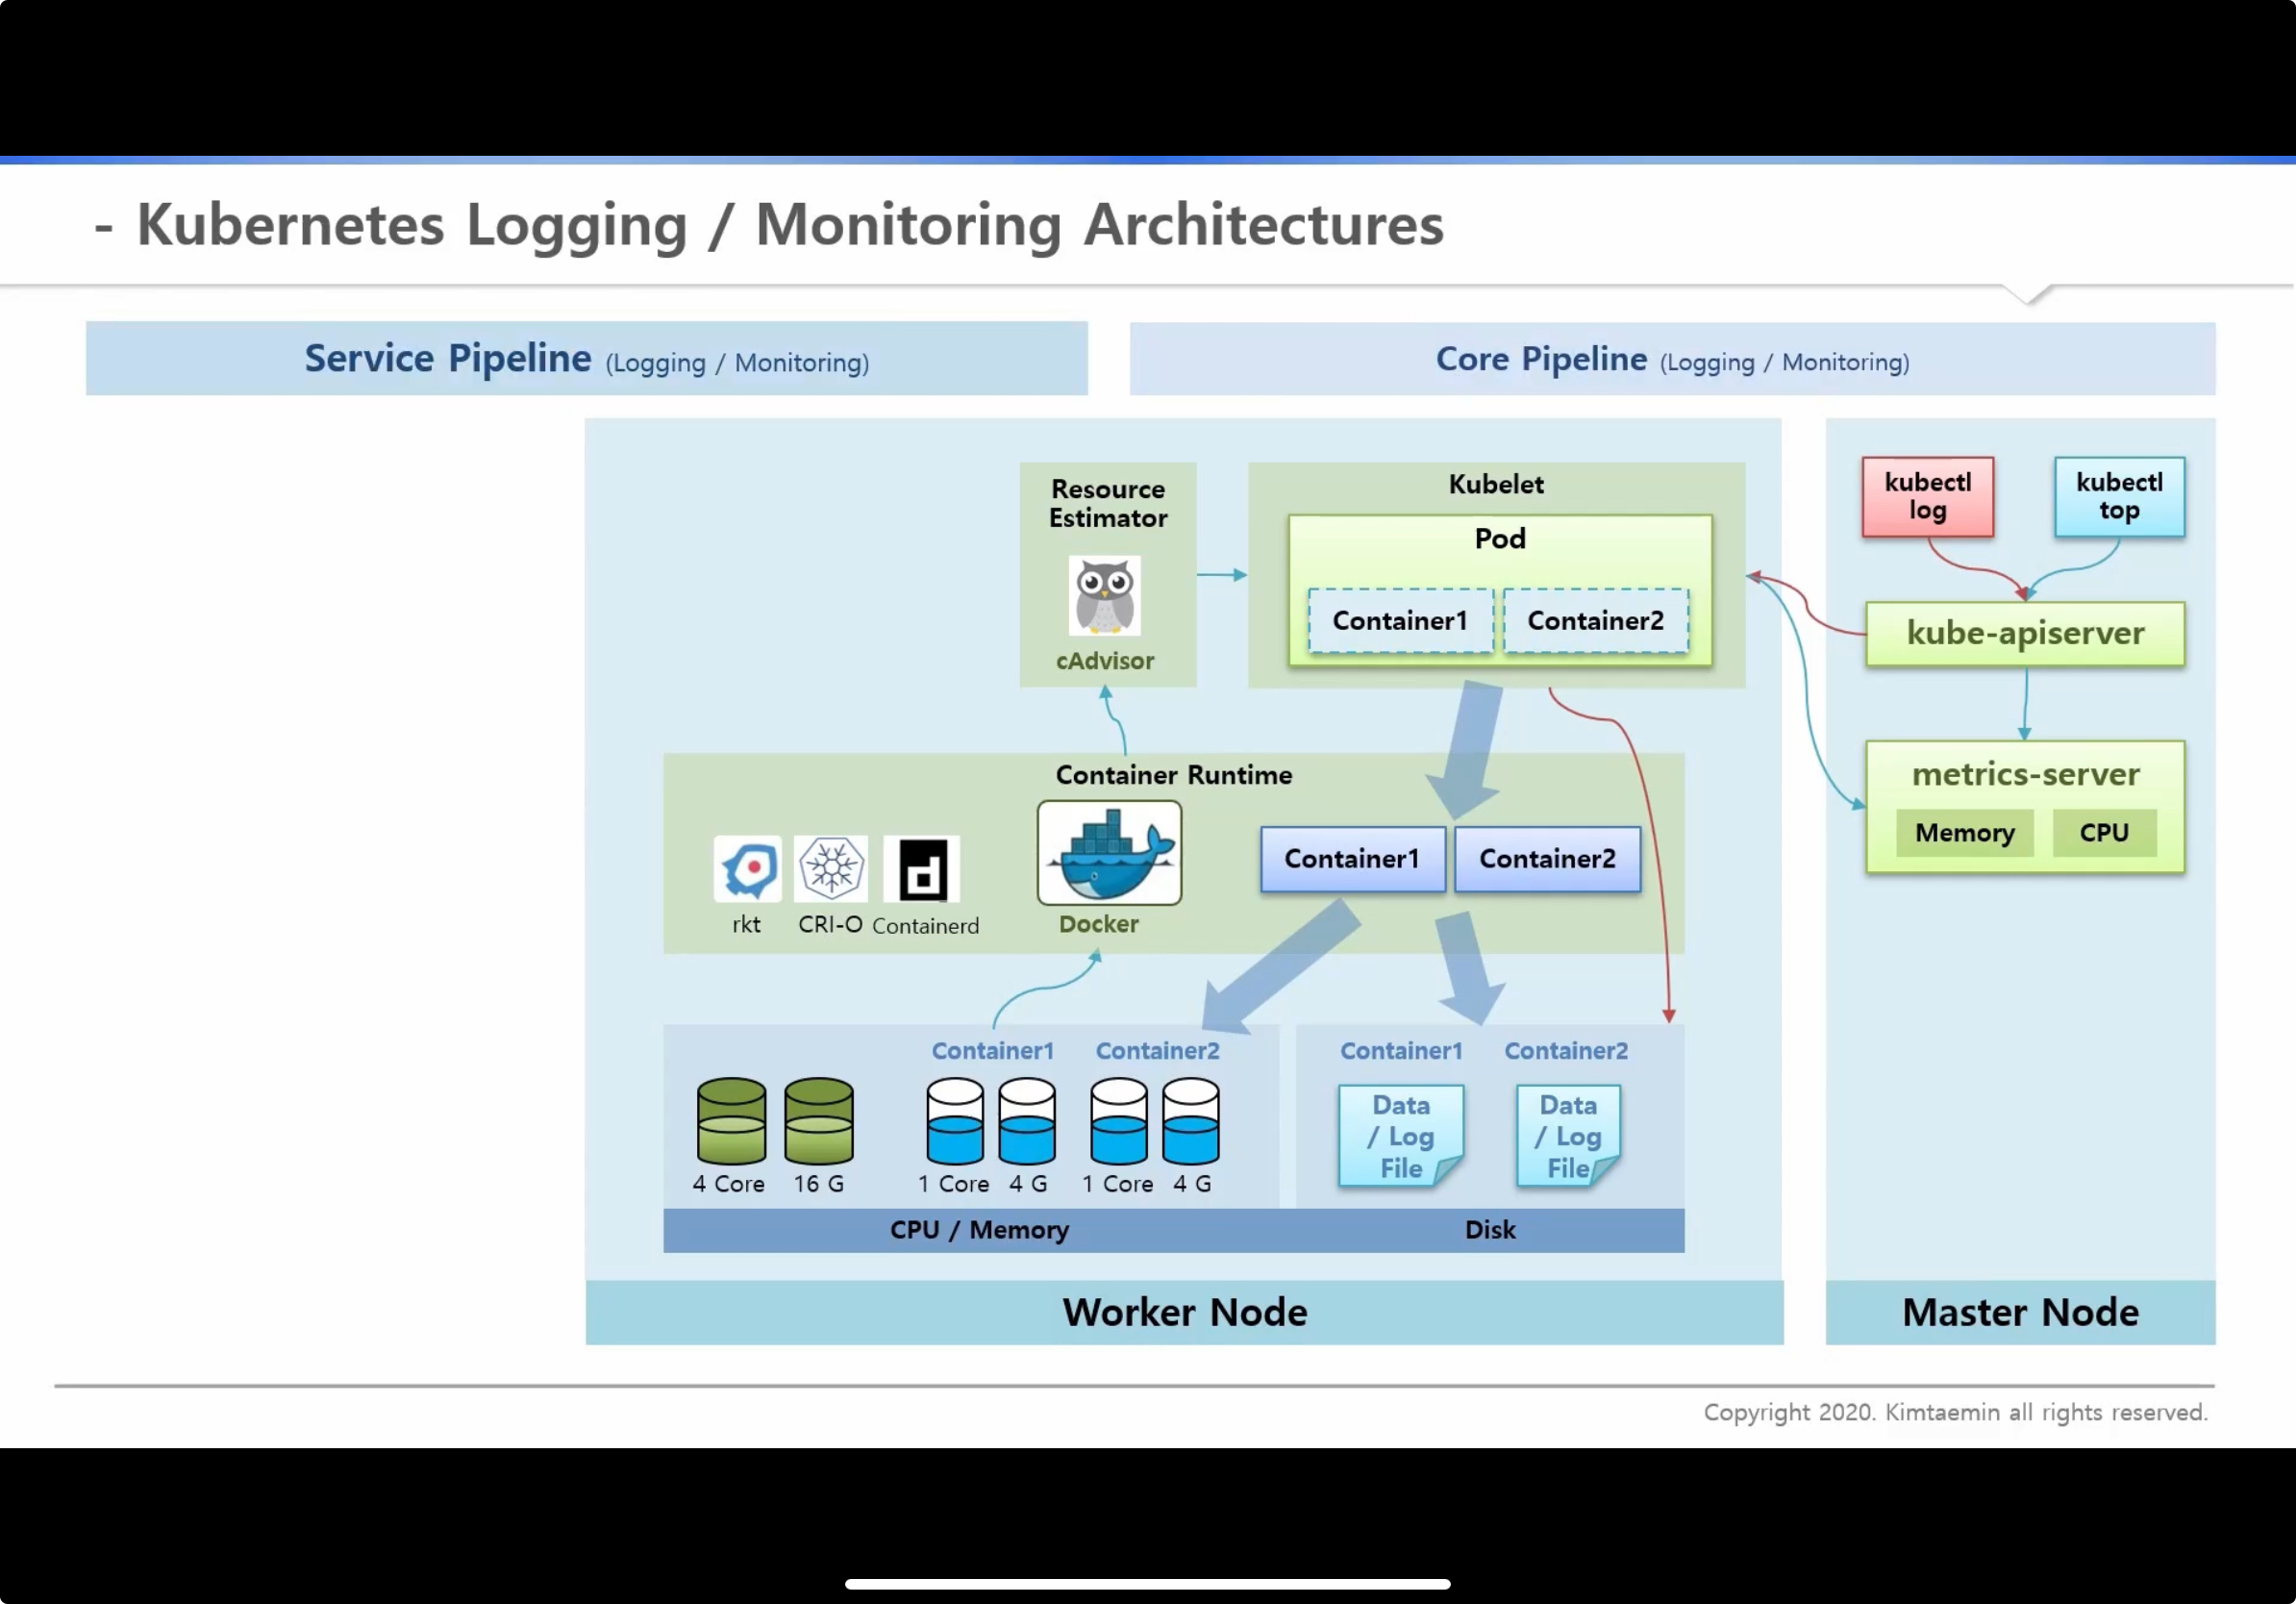 - Kubernetes Logging / Monitoring Architectures
Service Pipeline (Logging / Monitoring)
Core Pipeline (Logging / Monitoring)
Resource
Estimator
cAdvisor
Kubelet
Pod
Container1
Container2
kubectl
log
kubectl
top
kube-apiserver
metrics-server
Memory
CPU
Container Runtime
rkt
CRI-O
Containerd
Docker
Container1
Container2
Container1
Container2
4 Core
16 G
1 Core
4 G
1 Core
4 G
CPU / Memory
Container1
Container2
Data
/ Log
File
Data
/ Log
File
Disk
Worker Node
Master Node
Copyright 2020. Kimtaemin all rights reserved.